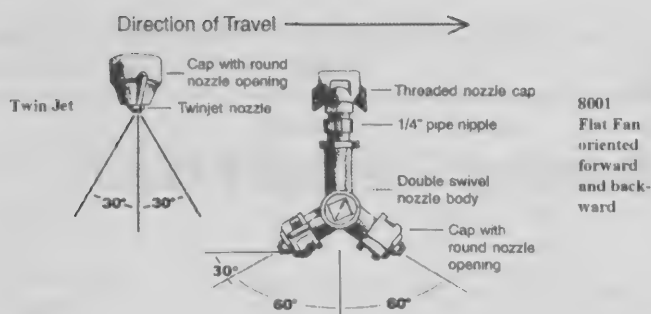 Direction of Travel
Cap with round
nozzle opening
Twin Jet
Twinjet nozzle
30° 30°
Threaded nozzle cap
1/4" pipe nipple
Double swivel
nozzle body
Cap with
round nozzle
opening
30°
60° 60°
8001
Flat Fan
oriented
forward
and back-
ward